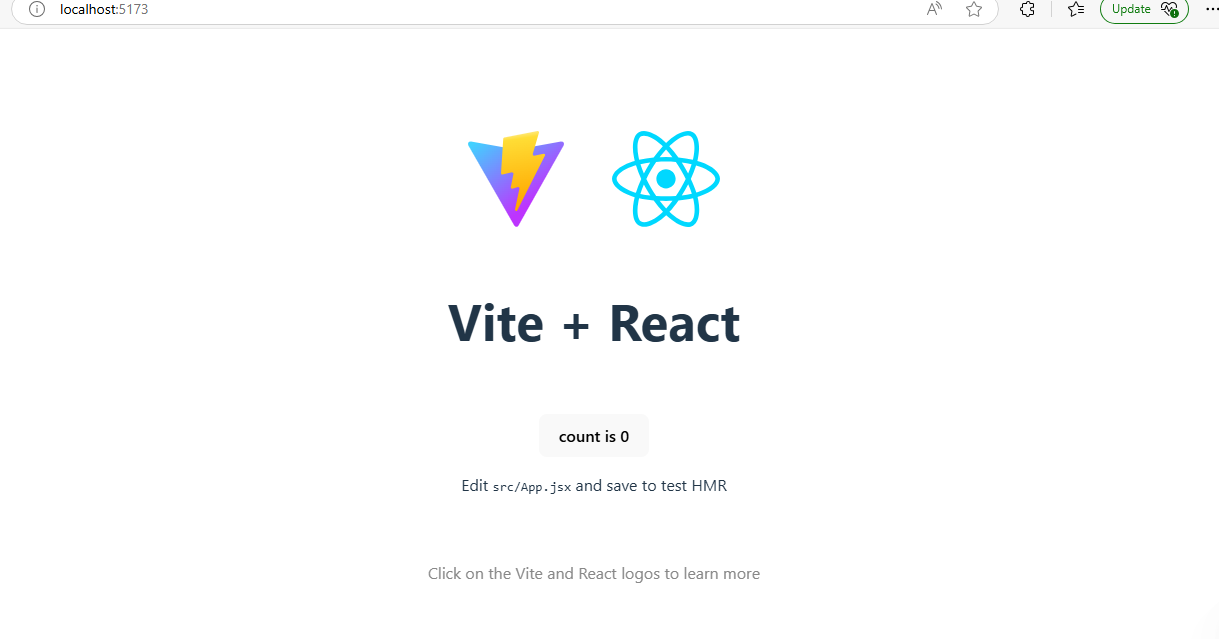 localhost:5173
Update
Vite + React
count is 0
Edit src/App.jsx and save to test HMR
Click on the Vite and React logos to learn more